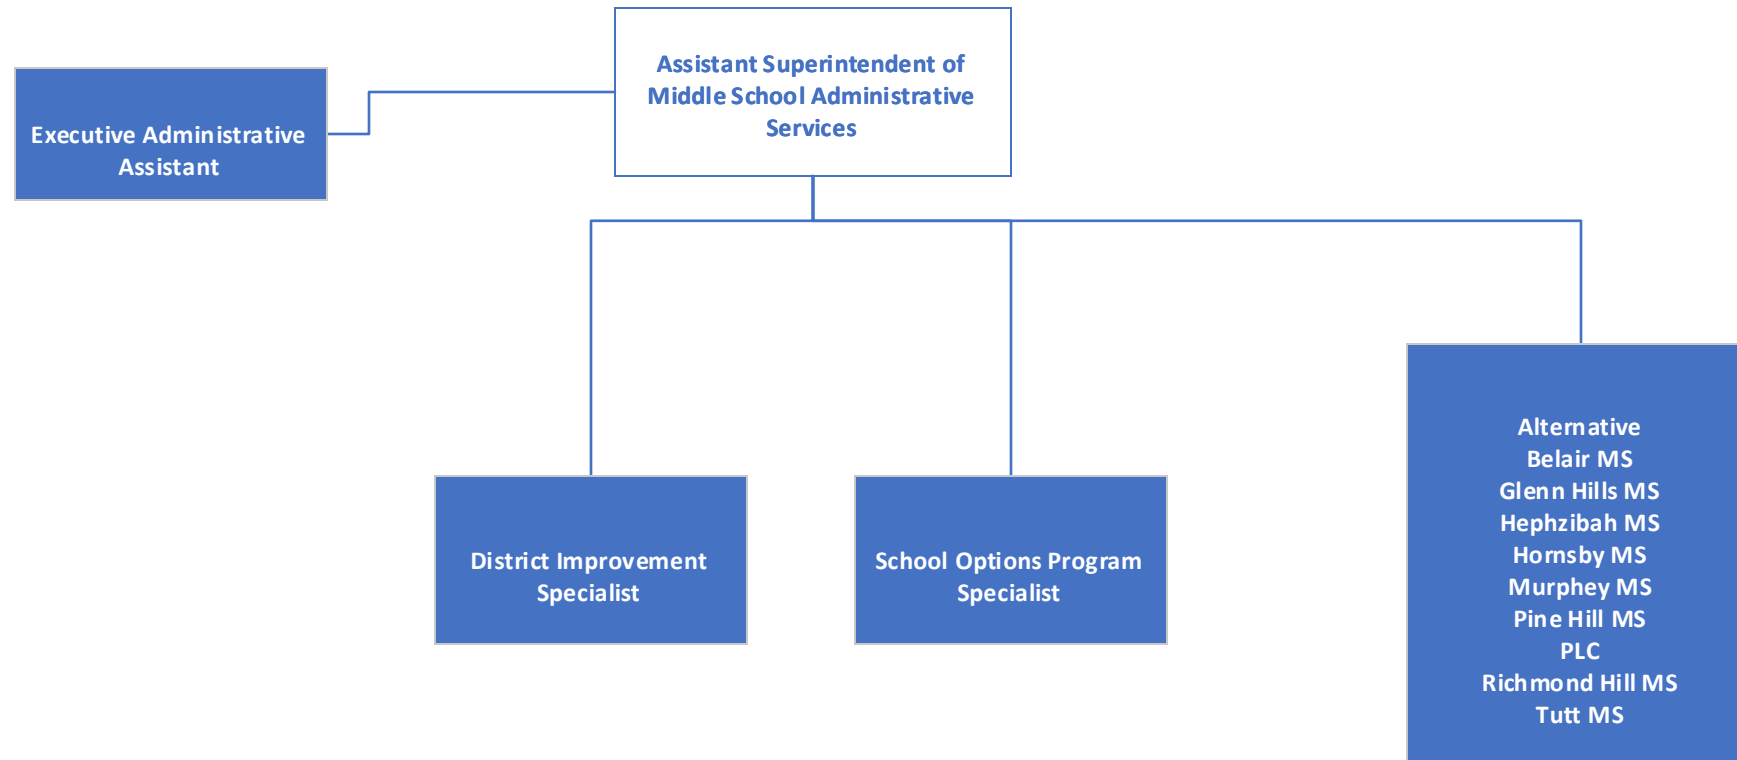 Assistant Superintendent of
Middle School Administrative
Services
Executive Administrative
Assistant
District Improvement
Specialist
School Options Program
Specialist
Alternative
Belair MS
Glenn Hills MS
Hephzibah MS
Hornsby MS
Murphey MS
Pine Hill MS
PLC
Richmond Hill MS
Tutt MS